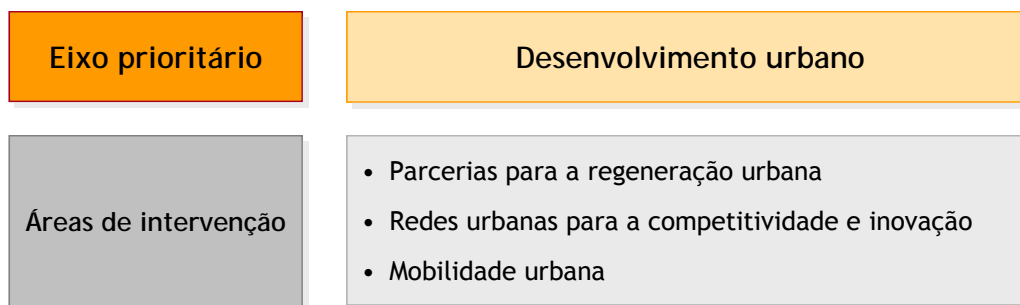 Eixo prioritário
Desenvolvimento urbano
Áreas de intervenção
• Parcerias para a regeneração urbana
• Redes urbanas para a competitividade e inovação
• Mobilidade urbana